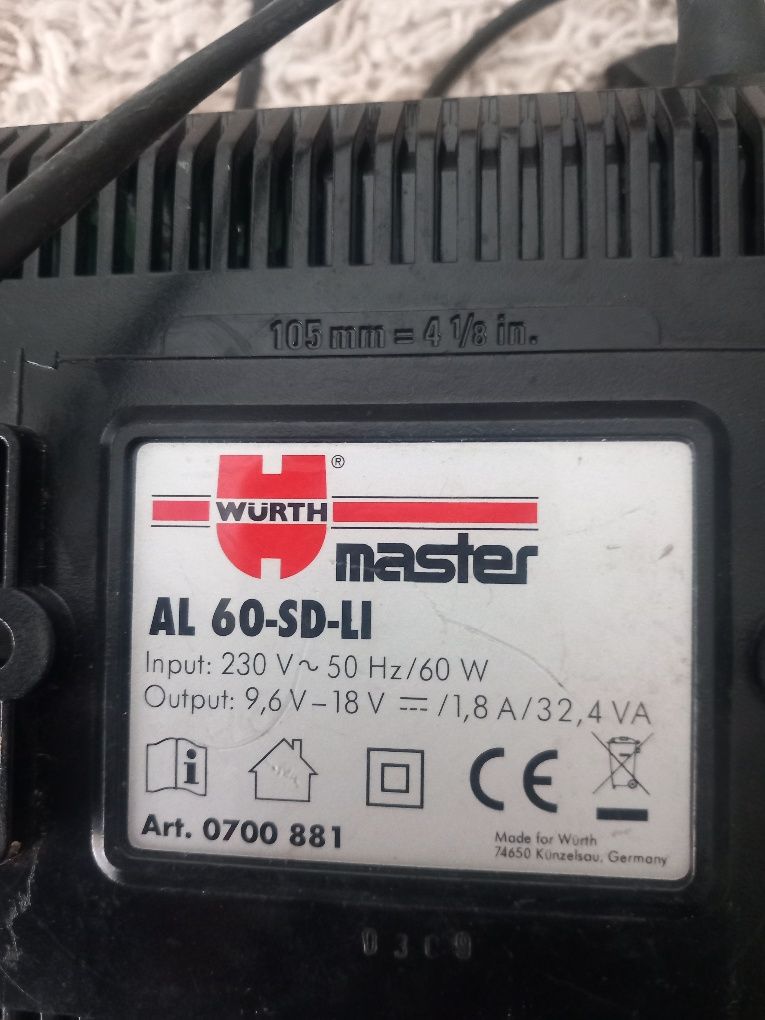 105 mm = 4 1/8 in.
WÜRTH ®
master
AL 60-SD-LI
Input: 230 V ~ 50 Hz/60 W
Output: 9,6 V – 18 V ⎓ /1,8 A/32,4 VA
i
CE
Art. 0700 881
Made for Würth
74650 Künzelsau, Germany